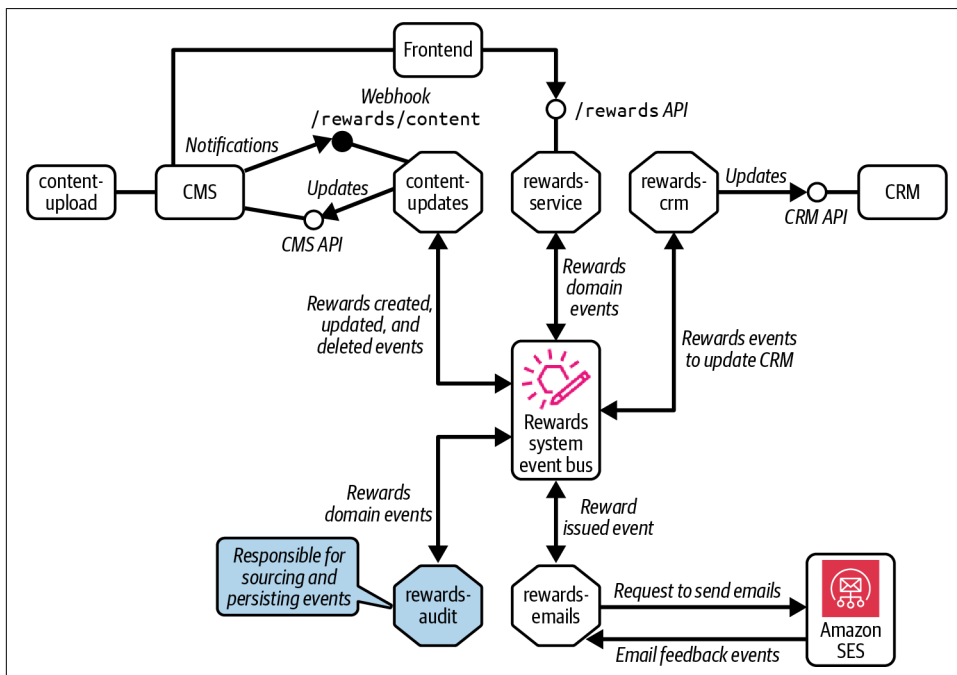 Frontend
Webhook
/rewards/content
/rewards API
Notifications
content-
upload
CMS
Updates
content-
updates
rewards-
service
rewards-
crm
Updates
CRM
CMS API
CRM API
Rewards created,
updated, and
deleted events
Rewards
domain
events
Rewards events
to update CRM
Rewards
system
event bus
Rewards
domain events
Reward
issued event
Responsible for
sourcing and
persisting events
rewards-
audit
rewards-
emails
Request to send emails
Email feedback events
Amazon
SES